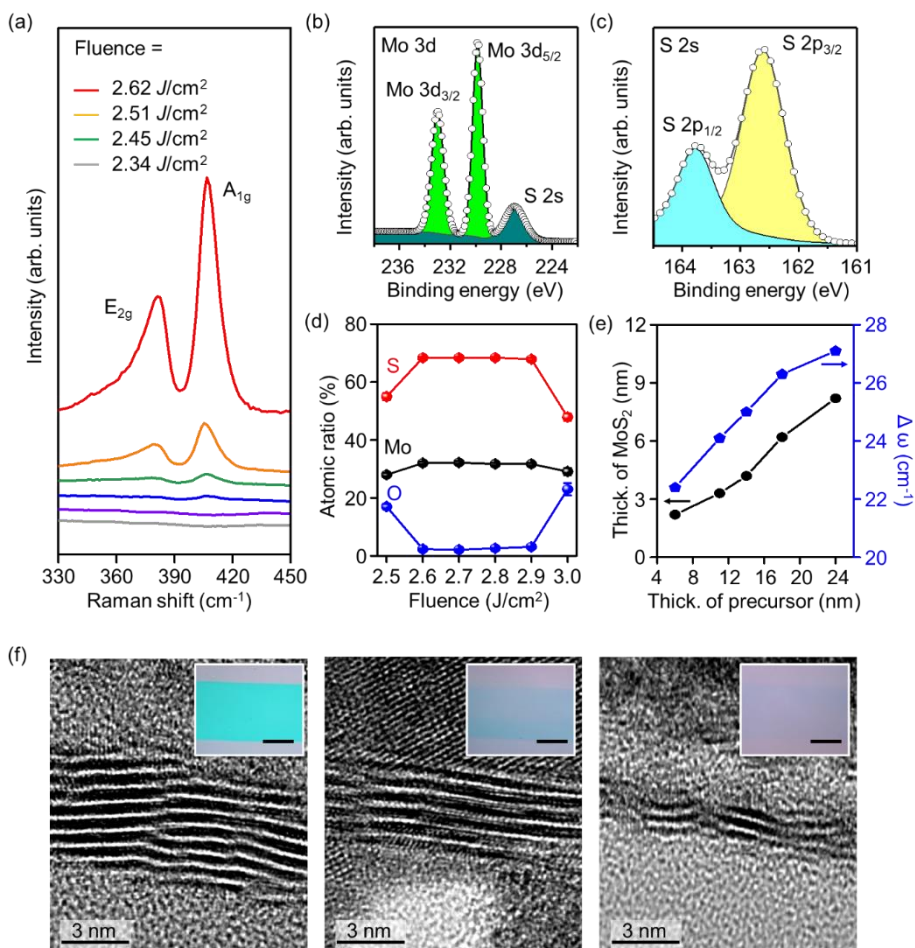 (a)
Fluence =
2.62 J/cm²
2.51 J/cm²
2.45 J/cm²
2.34 J/cm²
A₁g
E₂g
Intensity (arb. units)
330 360 390 420 450
Raman shift (cm⁻¹)
(b)
Mo 3d
Mo 3d₅/₂
Mo 3d₃/₂
S 2s
Intensity (arb. units)
236 232 228 224
Binding energy (eV)
(c)
S 2s
S 2p₃/₂
S 2p₁/₂
Intensity (arb. units)
164 163 162 161
Binding energy (eV)
(d)
80
60
40
20
0
S
Mo
O
Atomic ratio (%)
2.5 2.6 2.7 2.8 2.9 3.0
Fluence (J/cm²)
(e)
12
9
6
3
0
Thick. of MoS₂ (nm)
28
26
24
22
20
Δ ω (cm⁻¹)
4 8 12 16 20 24
Thick. of precursor (nm)
(f)
3 nm
3 nm
3 nm